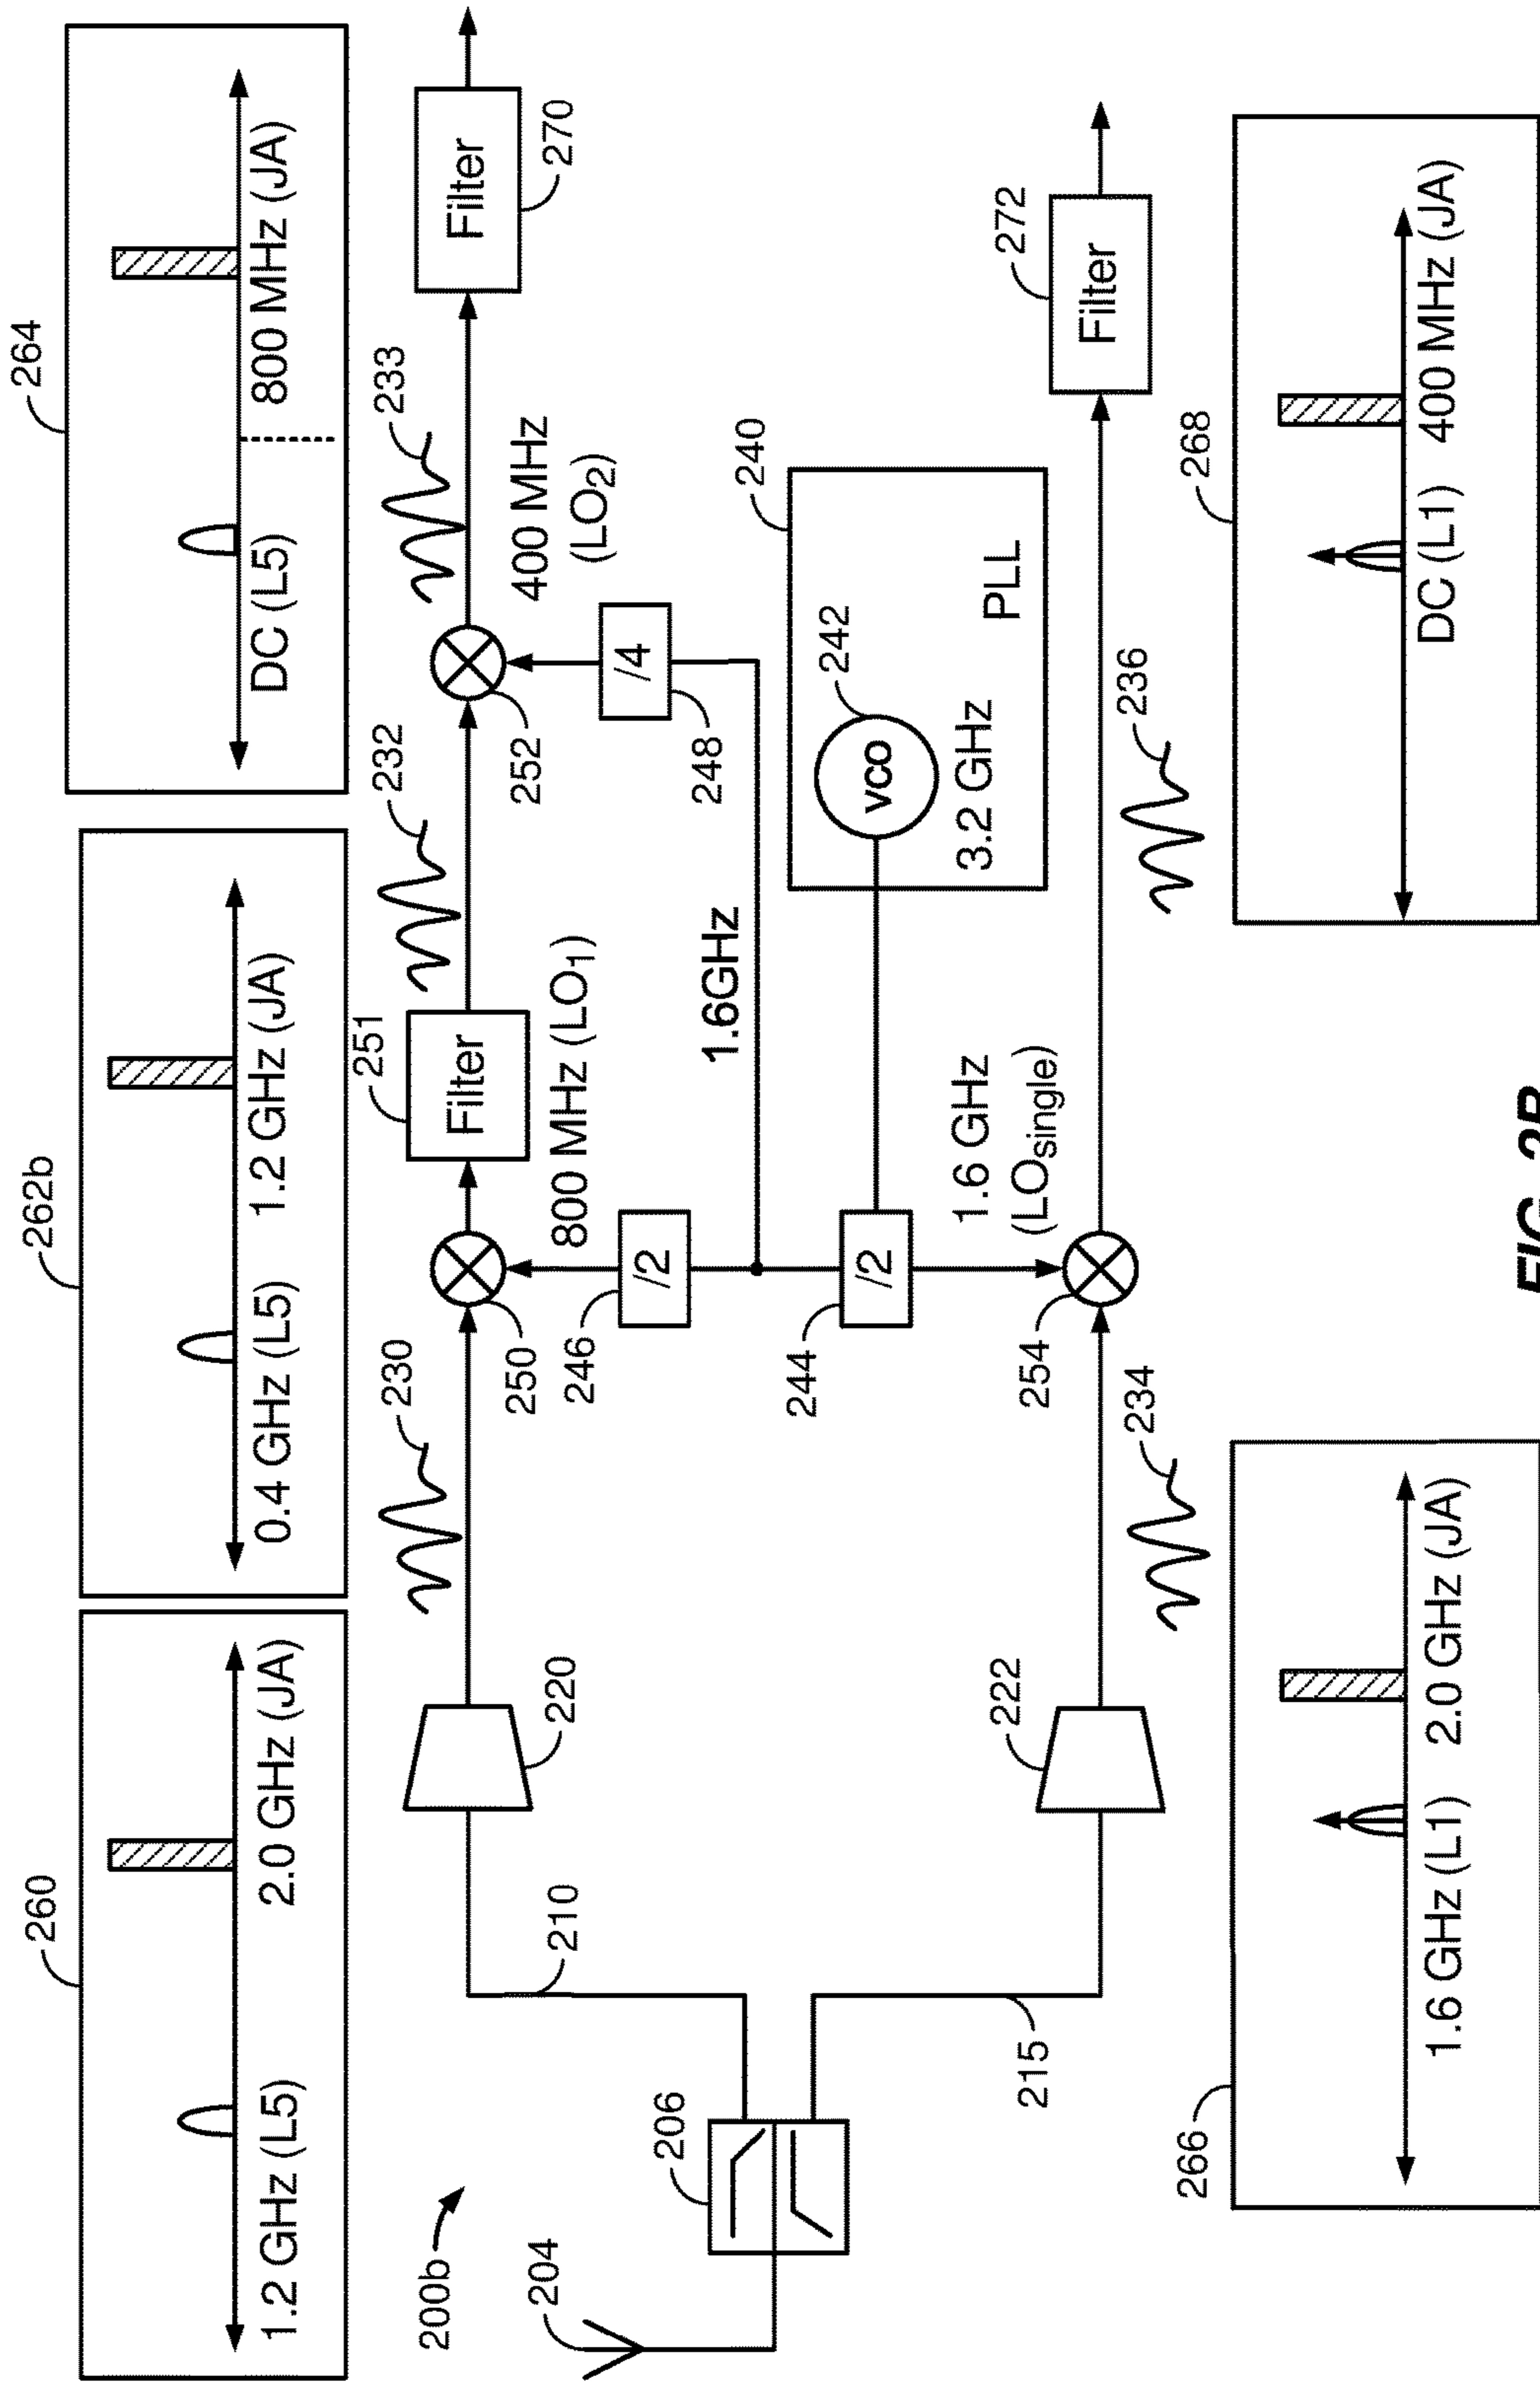 260
262b
264
1.2 GHz (L5)
2.0 GHz (JA)
0.4 GHz (L5)
1.2 GHz (JA)
DC (L5)
800 MHz (JA)
200b
204
206
210
220
230
250
251
Filter
232
252
233
Filter
270
800 MHz (LO1)
400 MHz
(LO2)
246
/2
/4
248
1.6GHz
240
242
VCO
3.2 GHz
PLL
244
/2
1.6 GHz
(LOsingle)
215
222
234
254
236
272
Filter
266
268
1.6 GHz (L1)
2.0 GHz (JA)
DC (L1)
400 MHz (JA)